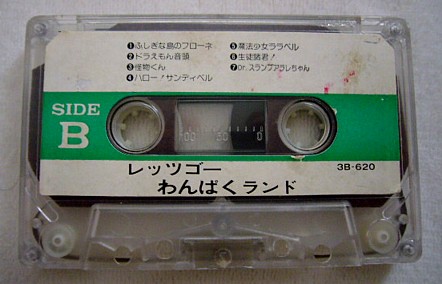 ❶ふしぎな島のフローネ
❷ドラえもん音頭
❸怪物くん
❹ハロー！サンディベル
❺魔法少女ララベル
❻生徒諸君！
❼Dr.スランプアラレちゃん
SIDE
B
100 50 0
レッツゴー
わんぱくランド
3B-620